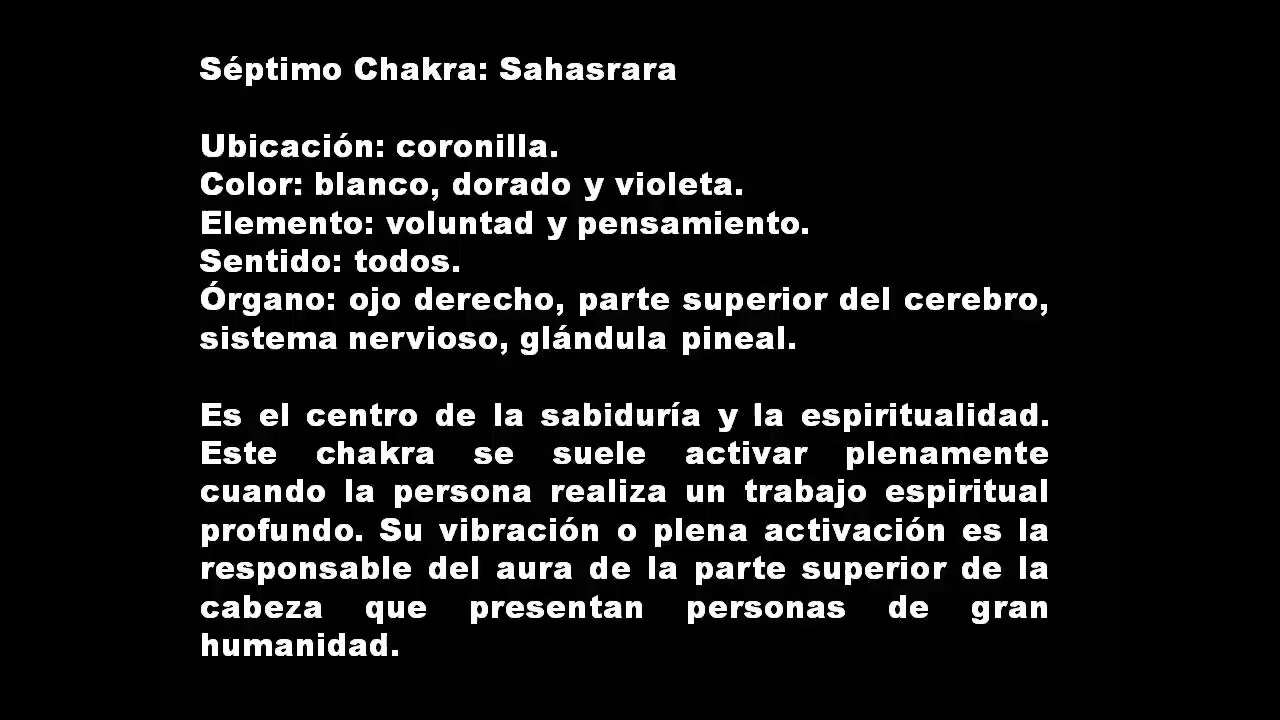 Séptimo Chakra: Sahasrara
Ubicación: coronilla.
Color: blanco, dorado y violeta.
Elemento: voluntad y pensamiento.
Sentido: todos.
Órgano: ojo derecho, parte superior del cerebro,
sistema nervioso, glándula pineal.
Es el centro de la sabiduría y la espiritualidad.
Este chakra se suele activar plenamente
cuando la persona realiza un trabajo espiritual
profundo. Su vibración o plena activación es la
responsable del aura de la parte superior de la
cabeza que presentan personas de gran
humanidad.